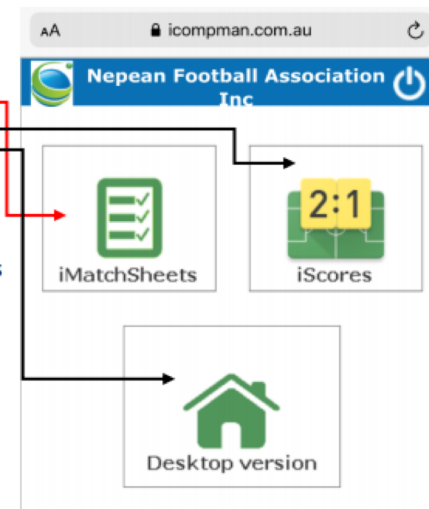 AA icompman.com.au
Nepean Football Association
Inc
2:1
iMatchSheets
iScores
s
Desktop version